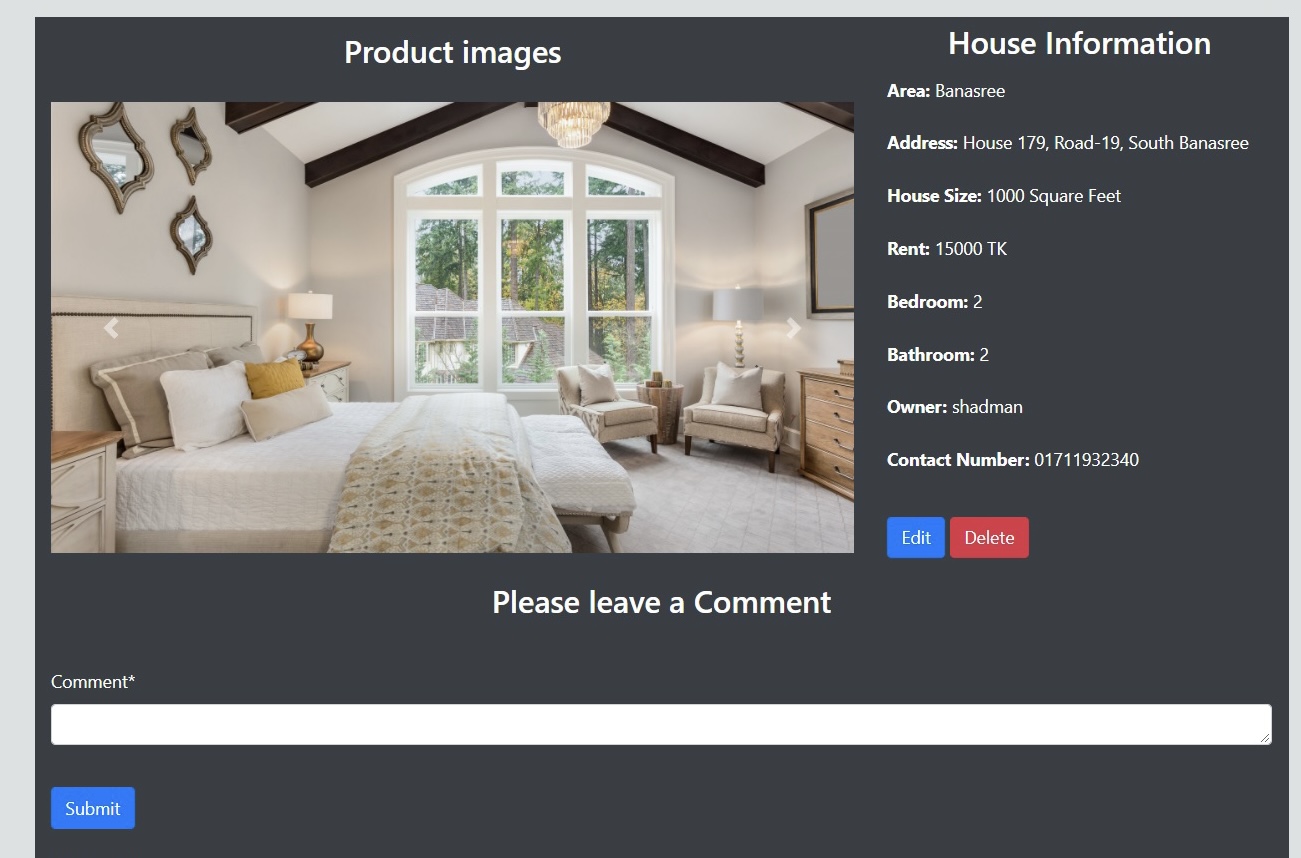 Product images
House Information
Area: Banasree
Address: House 179, Road-19, South Banasree
House Size: 1000 Square Feet
Rent: 15000 TK
Bedroom: 2
Bathroom: 2
Owner: shadman
Contact Number: 01711932340
Edit Delete
Please leave a Comment
Comment*
Submit